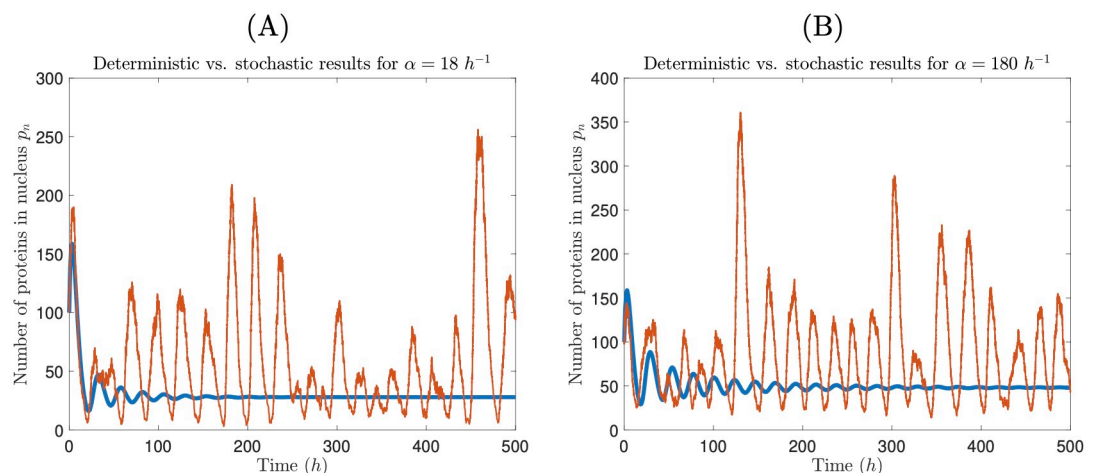 (A)
Deterministic vs. stochastic results for α = 18 h⁻¹
Number of proteins in nucleus pₙ
300
250
200
150
100
50
0
0 100 200 300 400 500
Time (h)
(B)
Deterministic vs. stochastic results for α = 180 h⁻¹
Number of proteins in nucleus pₙ
400
350
300
250
200
150
100
50
0
0 100 200 300 400 500
Time (h)